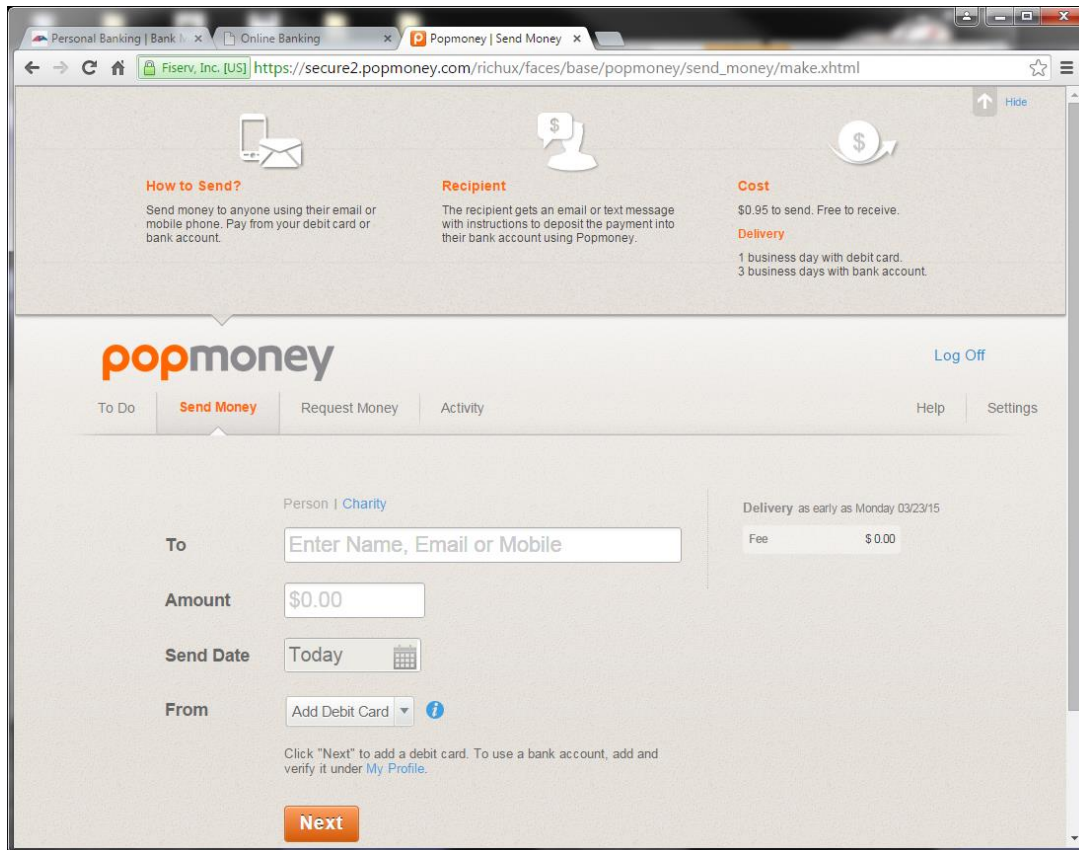 Personal Banking | Bank
Online Banking
Popmoney | Send Money
Fiserv, Inc. [US]
https://secure2.popmoney.com/richux/faces/base/popmoney/send_money/make.xhtml
Hide
How to Send?
Send money to anyone using their email or
mobile phone. Pay from your debit card or
bank account.
$
Recipient
The recipient gets an email or text message
with instructions to deposit the payment into
their bank account using Popmoney.
$
Cost
$0.95 to send. Free to receive.
Delivery
1 business day with debit card.
3 business days with bank account.
popmoney
Log Off
To Do
Send Money
Request Money
Activity
Help
Settings
Person | Charity
To
Enter Name, Email or Mobile
Amount
$0.00
Send Date
Today
From
Add Debit Card
Click "Next" to add a debit card. To use a bank account, add and
verify it under My Profile.
Next
Delivery as early as Monday 03/23/15
Fee $ 0.00